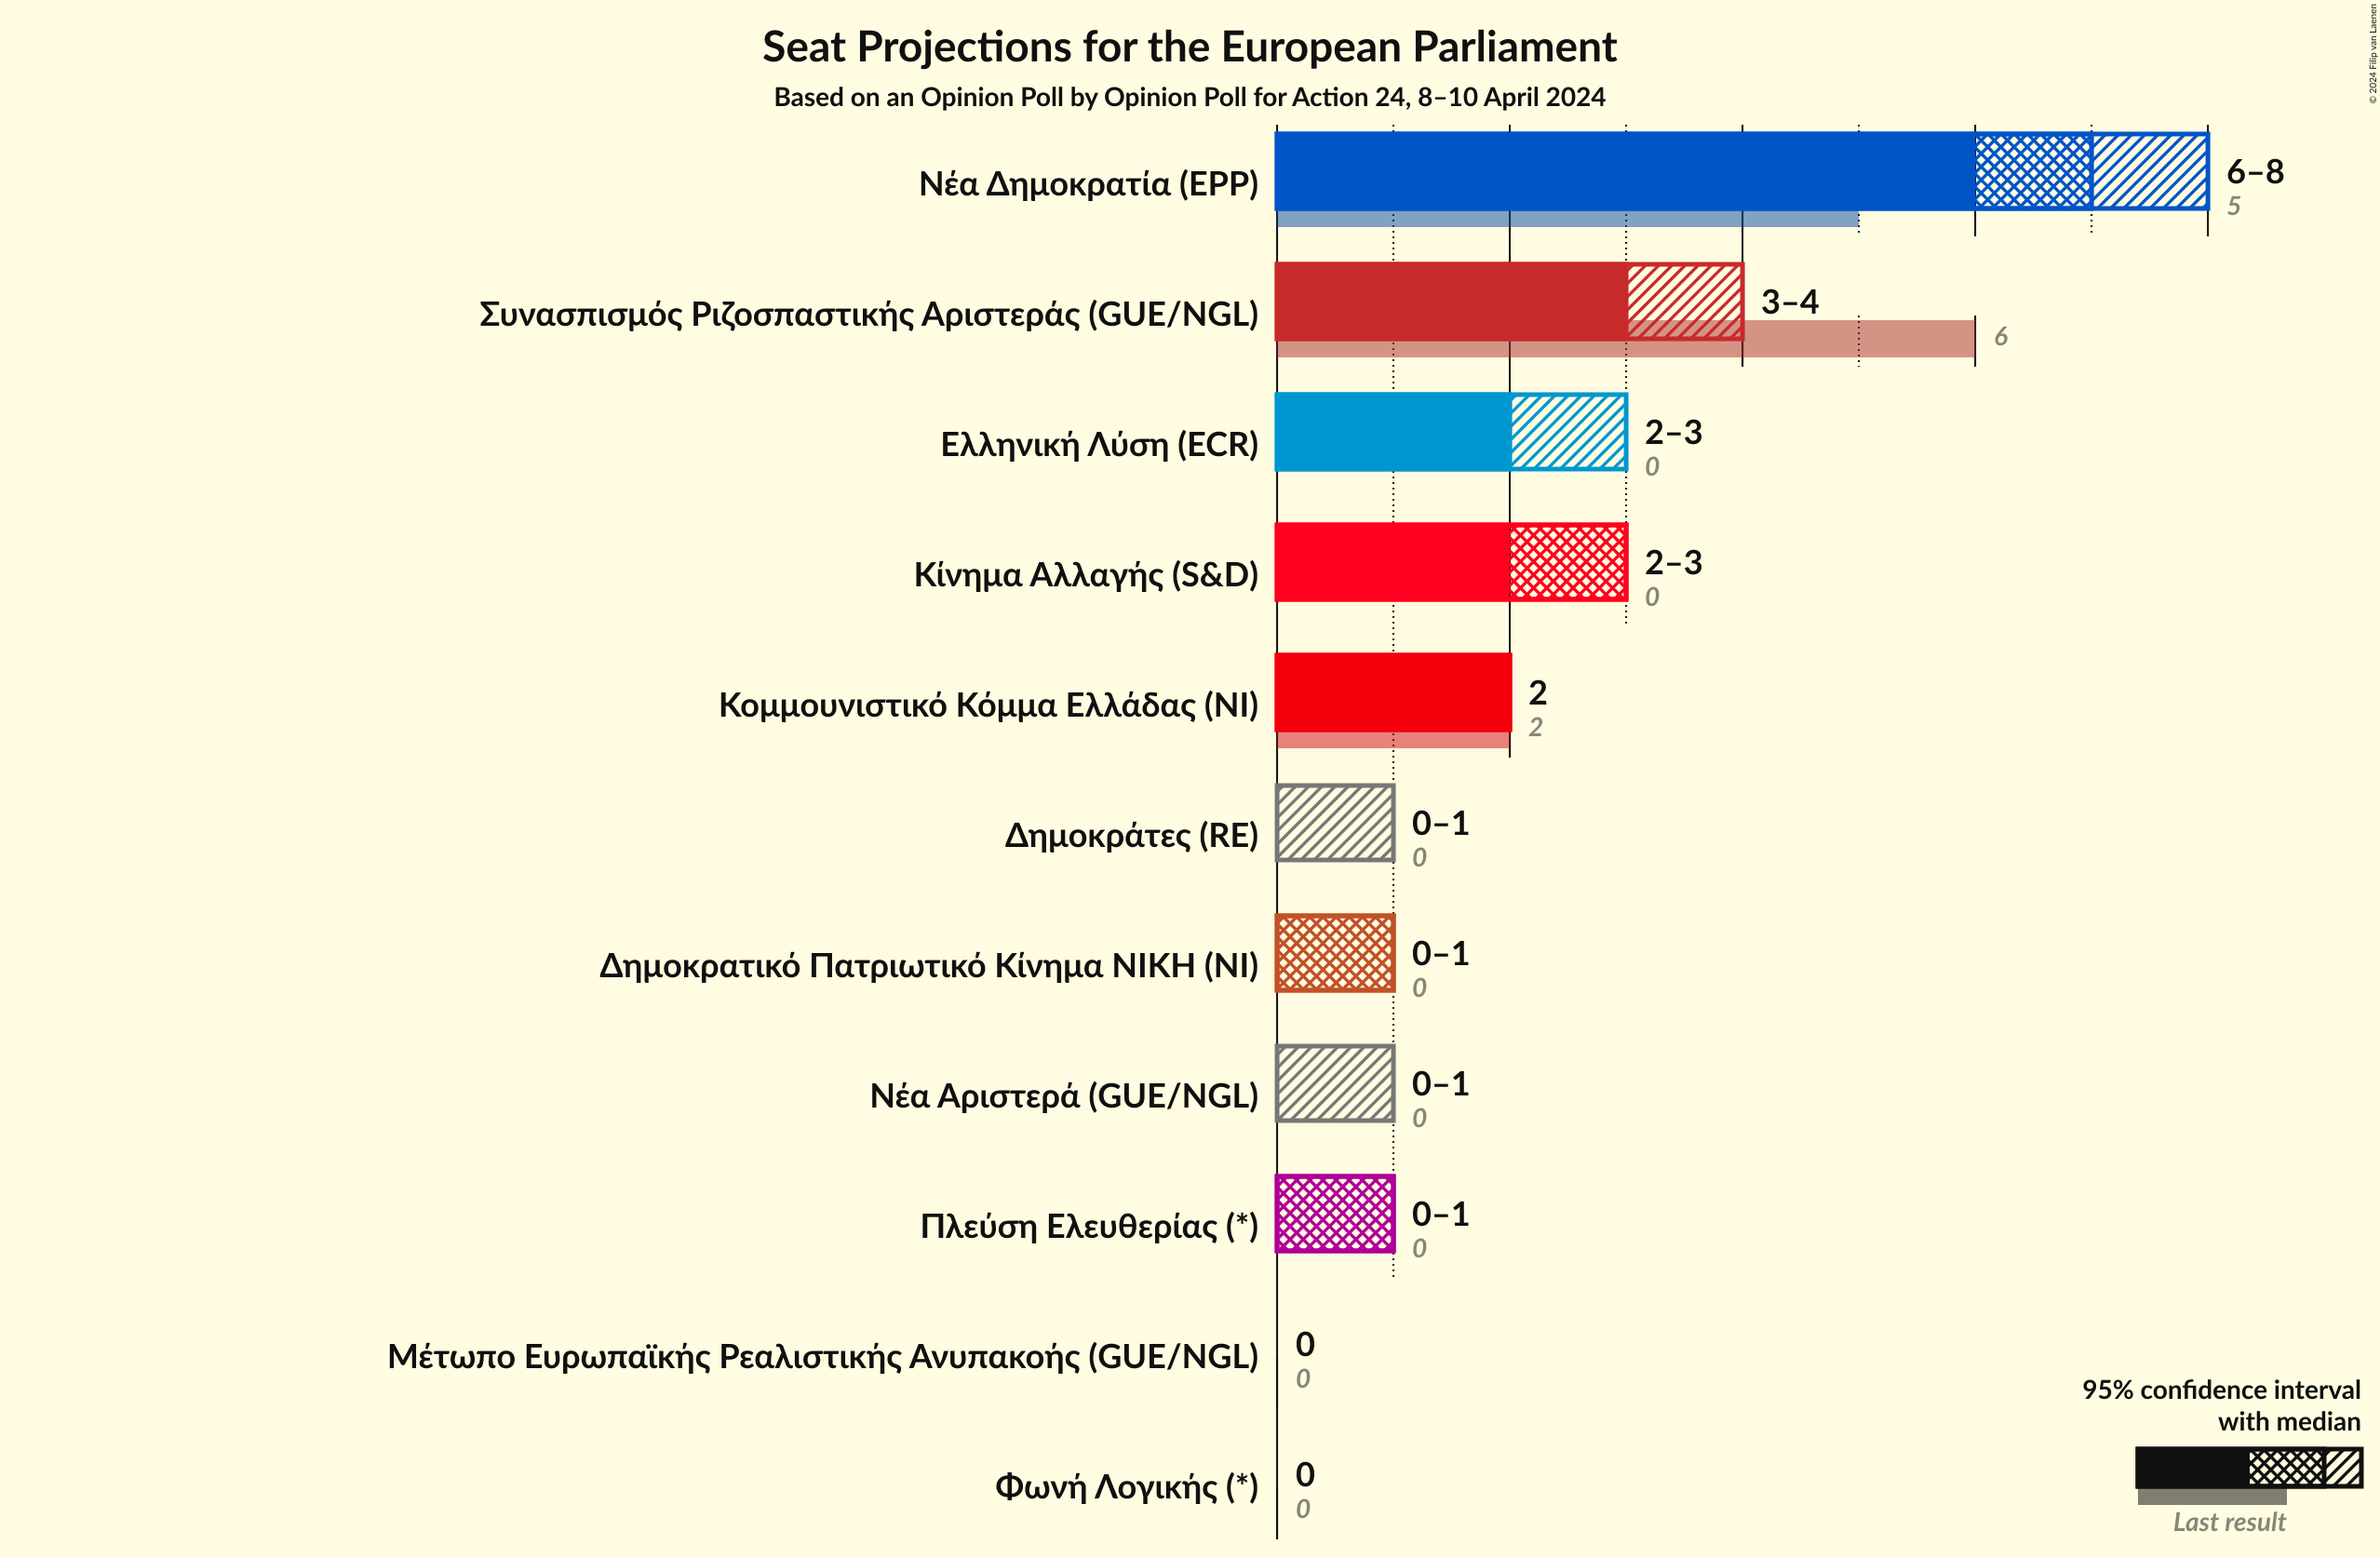 Seat Projections for the European Parliament
Based on an Opinion Poll by Opinion Poll for Action 24, 8–10 April 2024
© 2024 Filip van Laenen
Νέα Δημοκρατία (EPP)
6–8
5
Συνασπισμός Ριζοσπαστικής Αριστεράς (GUE/NGL)
3–4
6
Ελληνική Λύση (ECR)
2–3
0
Κίνημα Αλλαγής (S&D)
2–3
0
Κομμουνιστικό Κόμμα Ελλάδας (NI)
2
2
Δημοκράτες (RE)
0–1
0
Δημοκρατικό Πατριωτικό Κίνημα ΝΙΚΗ (NI)
0–1
0
Νέα Αριστερά (GUE/NGL)
0–1
0
Πλεύση Ελευθερίας (*)
0–1
0
Μέτωπο Ευρωπαϊκής Ρεαλιστικής Ανυπακοής (GUE/NGL)
0
0
Φωνή Λογικής (*)
0
0
95% confidence interval
with median
Last result